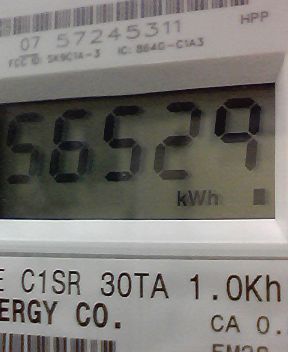 07 57245311
HPP
FCC ID: SK9C1A-3 IC: 864G-C1A3
56529
kWh
E C1SR 30TA 1.0Kh
ERGY CO.
CA 0.